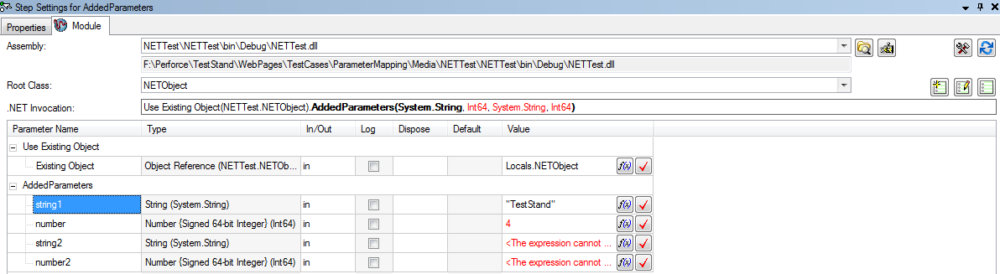 Step Settings for AddedParameters
Properties Module
Assembly: NETTest\NETTest\bin\Debug\NETTest.dll
F:\Perforce\TestStand\WebPages\TestCases\ParameterMapping\Media\NETTest\NETTest\bin\Debug\NETTest.dll
Root Class: NETObject
.NET Invocation: Use Existing Object(NETTest.NETObject).AddedParameters(System.String, Int64, System.String, Int64)
Parameter Name Type In/Out Log Dispose Default Value
Use Existing Object
Existing Object Object Reference (NETTest.NETOb... in Locals.NETObject f(x)
AddedParameters
string1 String (System.String) in "TestStand" f(x)
number Number {Signed 64-bit Integer} (Int64) in 4 f(x)
string2 String (System.String) in <The expression cannot ... f(x)
number2 Number {Signed 64-bit Integer} (Int64) in <The expression cannot ... f(x)